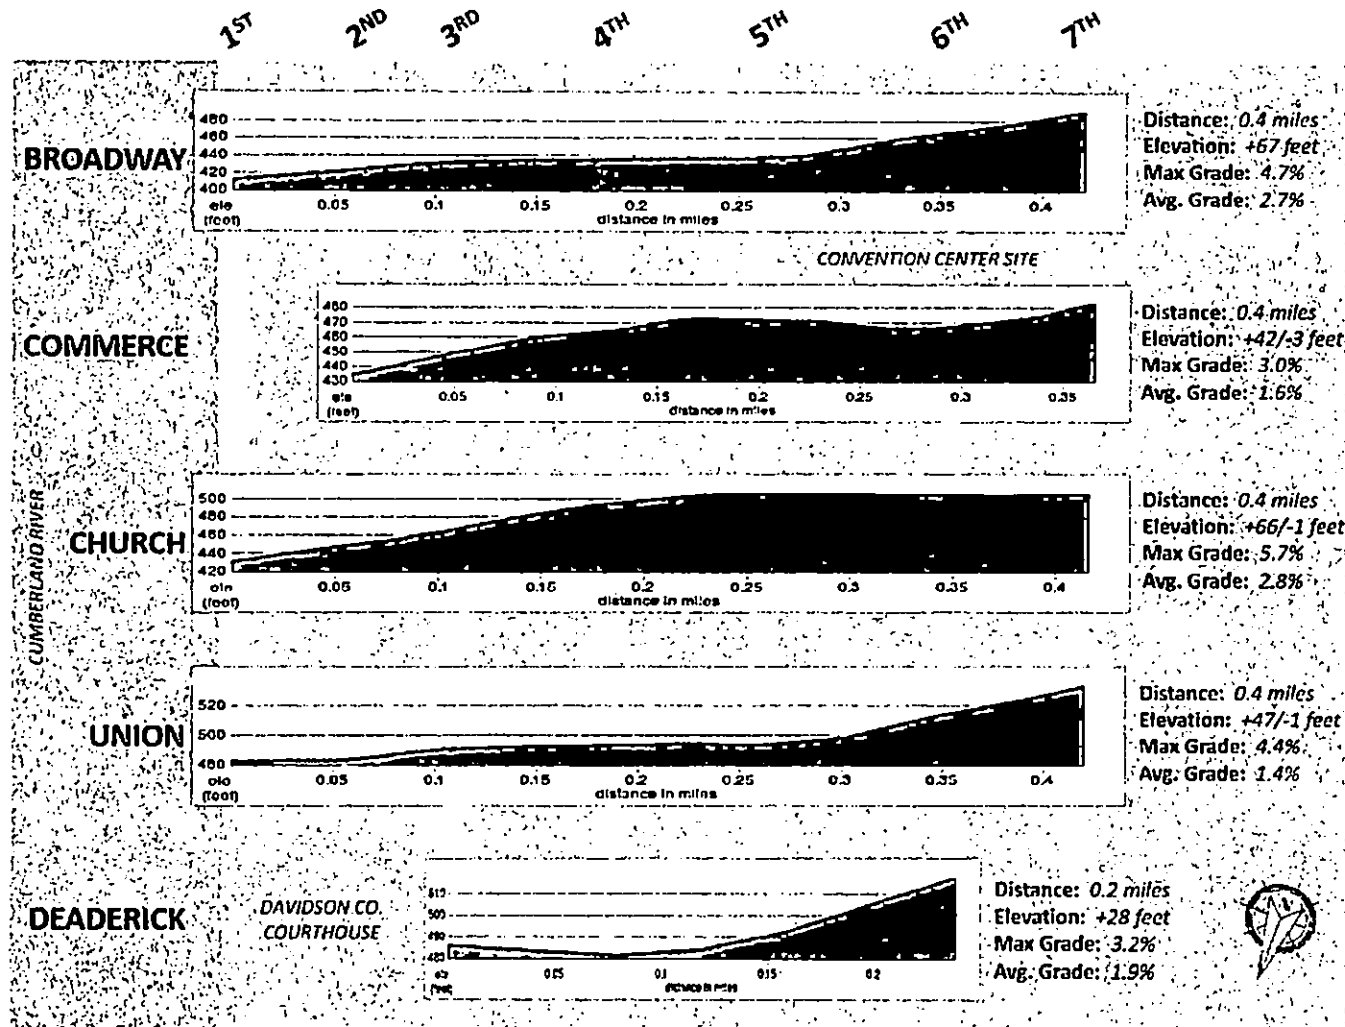 1ST 2ND 3RD 4TH 5TH 6TH 7TH
BROADWAY
480
460
440
420
400
ele
(foot)
0.05 0.1 0.15 0.2 0.25 0.3 0.35 0.4
distance in miles
Distance: 0.4 miles
Elevation: +67 feet
Max Grade: 4.7%
Avg. Grade: 2.7%
CONVENTION CENTER SITE
COMMERCE
480
470
460
450
440
430
ele
(feet)
0.05 0.1 0.15 0.2 0.25 0.3 0.35
distance in miles
Distance: 0.4 miles
Elevation: +42/-3 feet
Max Grade: 3.0%
Avg. Grade: 1.6%
CUMBERLAND RIVER
CHURCH
500
480
460
440
420
ele
(foot)
0.05 0.1 0.15 0.2 0.25 0.3 0.35 0.4
distance in miles
Distance: 0.4 miles
Elevation: +66/-1 feet
Max Grade: 5.7%
Avg. Grade: 2.8%
UNION
520
500
480
ele
(foot)
0.05 0.1 0.15 0.2 0.25 0.3 0.35 0.4
distance in miles
Distance: 0.4 miles
Elevation: +47/-1 feet
Max Grade: 4.4%
Avg. Grade: 1.4%
DEADERICK
DAVIDSON CO.
COURTHOUSE
0.05 0.1 0.15 0.2
distance in miles
Distance: 0.2 miles
Elevation: +28 feet
Max Grade: 3.2%
Avg. Grade: 1.9%